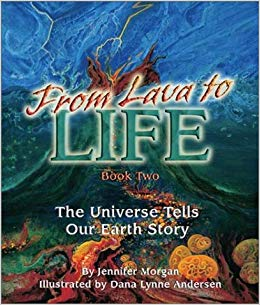 From Lava to
LIFE
Book Two
The Universe Tells
Our Earth Story
By Jennifer Morgan
Illustrated by Dana Lynne Andersen